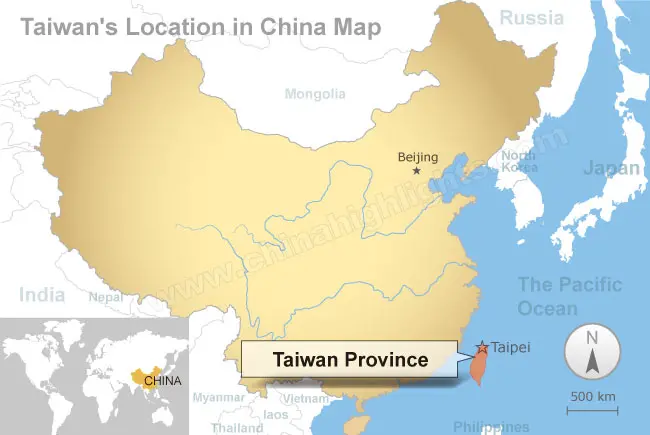 Taiwan's Location in China Map
Russia
Mongolia
Beijing
North
Korea
Japan
www.chinahighlights.com
India
Nepal
The Pacific
Ocean
CHINA
Taiwan Province
Taipei
N
500 km
Myanmar
Vietnam
laos
Thailand
Philippines